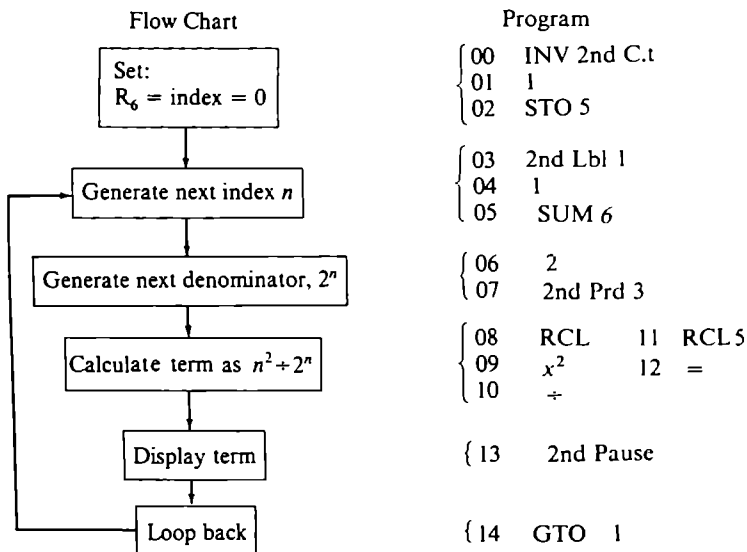 Flow Chart
Set:
R₆ = index = 0
Generate next index n
Generate next denominator, 2ⁿ
Calculate term as n² ÷ 2ⁿ
Display term
Loop back
Program
00 INV 2nd C.t
01 1
02 STO 5
03 2nd Lbl 1
04 1
05 SUM 6
06 2
07 2nd Prd 3
08 RCL 11 RCL 5
09 x² 12 =
10 ÷
13 2nd Pause
14 GTO 1